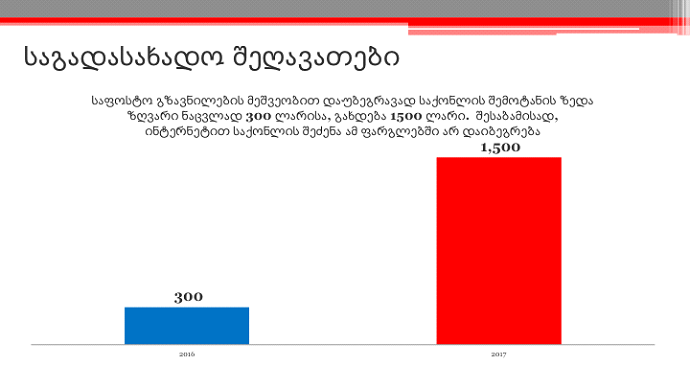 საგადასახადო შეღავათები
საფოსტო გზავნილების მეშვეობით დაუბეგრავად საქონლის შემოტანის ზედა
ზღვარი ნაცვლად 300 ლარისა, გახდება 1500 ლარი. შესაბამისად,
ინტერნეტით საქონლის შეძენა ამ ფარგლებში არ დაიბეგრება
1,500
300
2016 2017